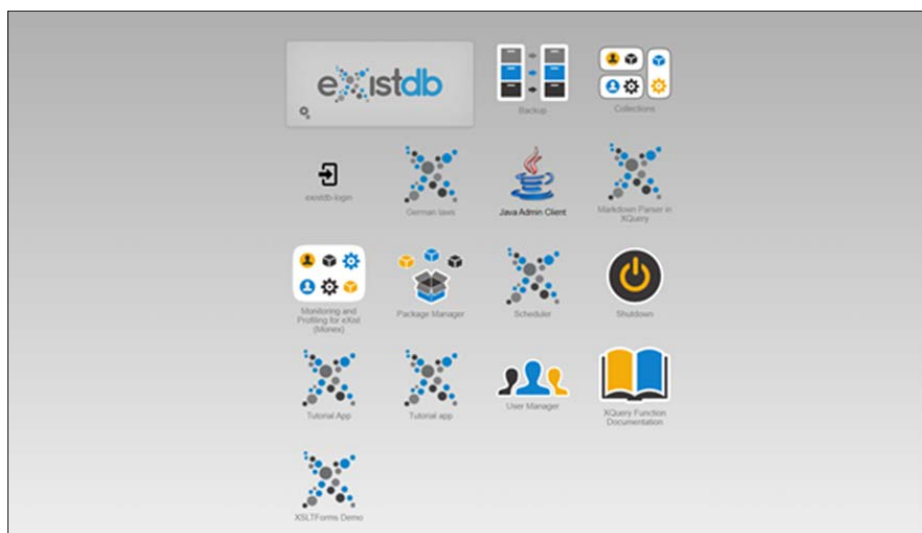 eXistdb
Backup
Collections
existdb-login
German laws
Java Admin Client
Markdown Parser in
XQuery
Monitoring and
Profiling for eXist
(Monex)
Package Manager
Scheduler
Shutdown
Tutorial App
Tutorial app
User Manager
XQuery Function
Documentation
XSLTForms Demo